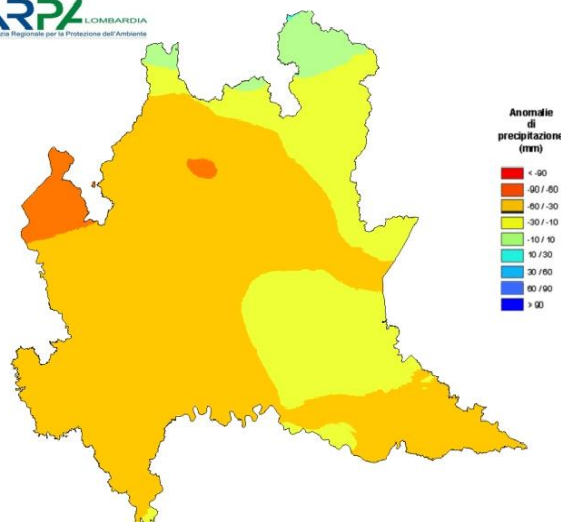 ARPA LOMBARDIA
zia Regionale per la Protezione dell'Ambiente
Anomalie
di
precipitazione
(mm)
< -90
-90 / -60
-60 / -30
-30 / -10
-10 / 10
10 / 30
30 / 60
60 / 90
> 90